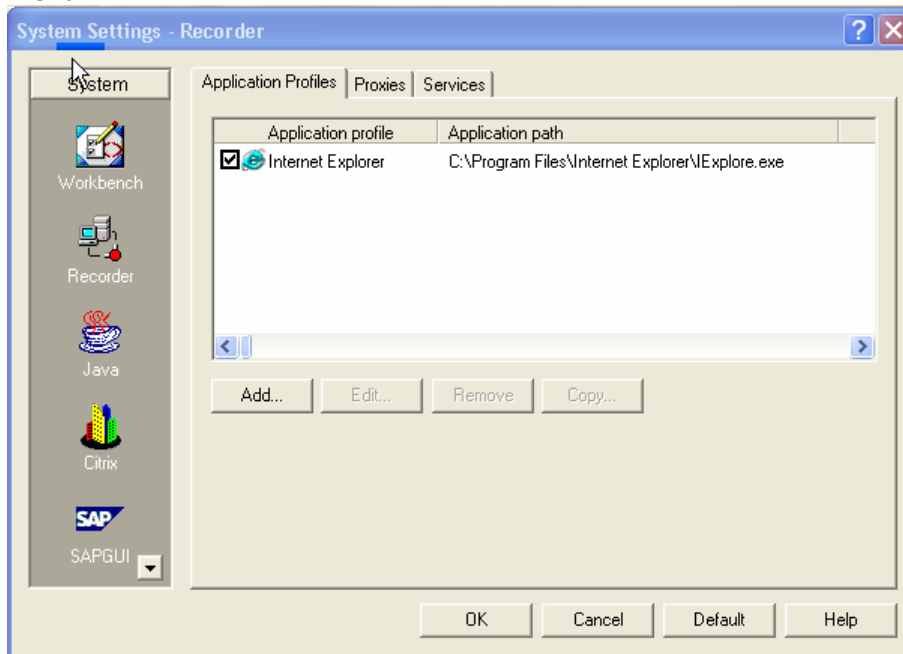 System Settings - Recorder
System
Workbench
Recorder
Java
Citrix
SAP
SAPGUI
Application Profiles Proxies Services
Application profile Application path
Internet Explorer C:\Program Files\Internet Explorer\IExplore.exe
Add... Edit... Remove Copy...
OK Cancel Default Help